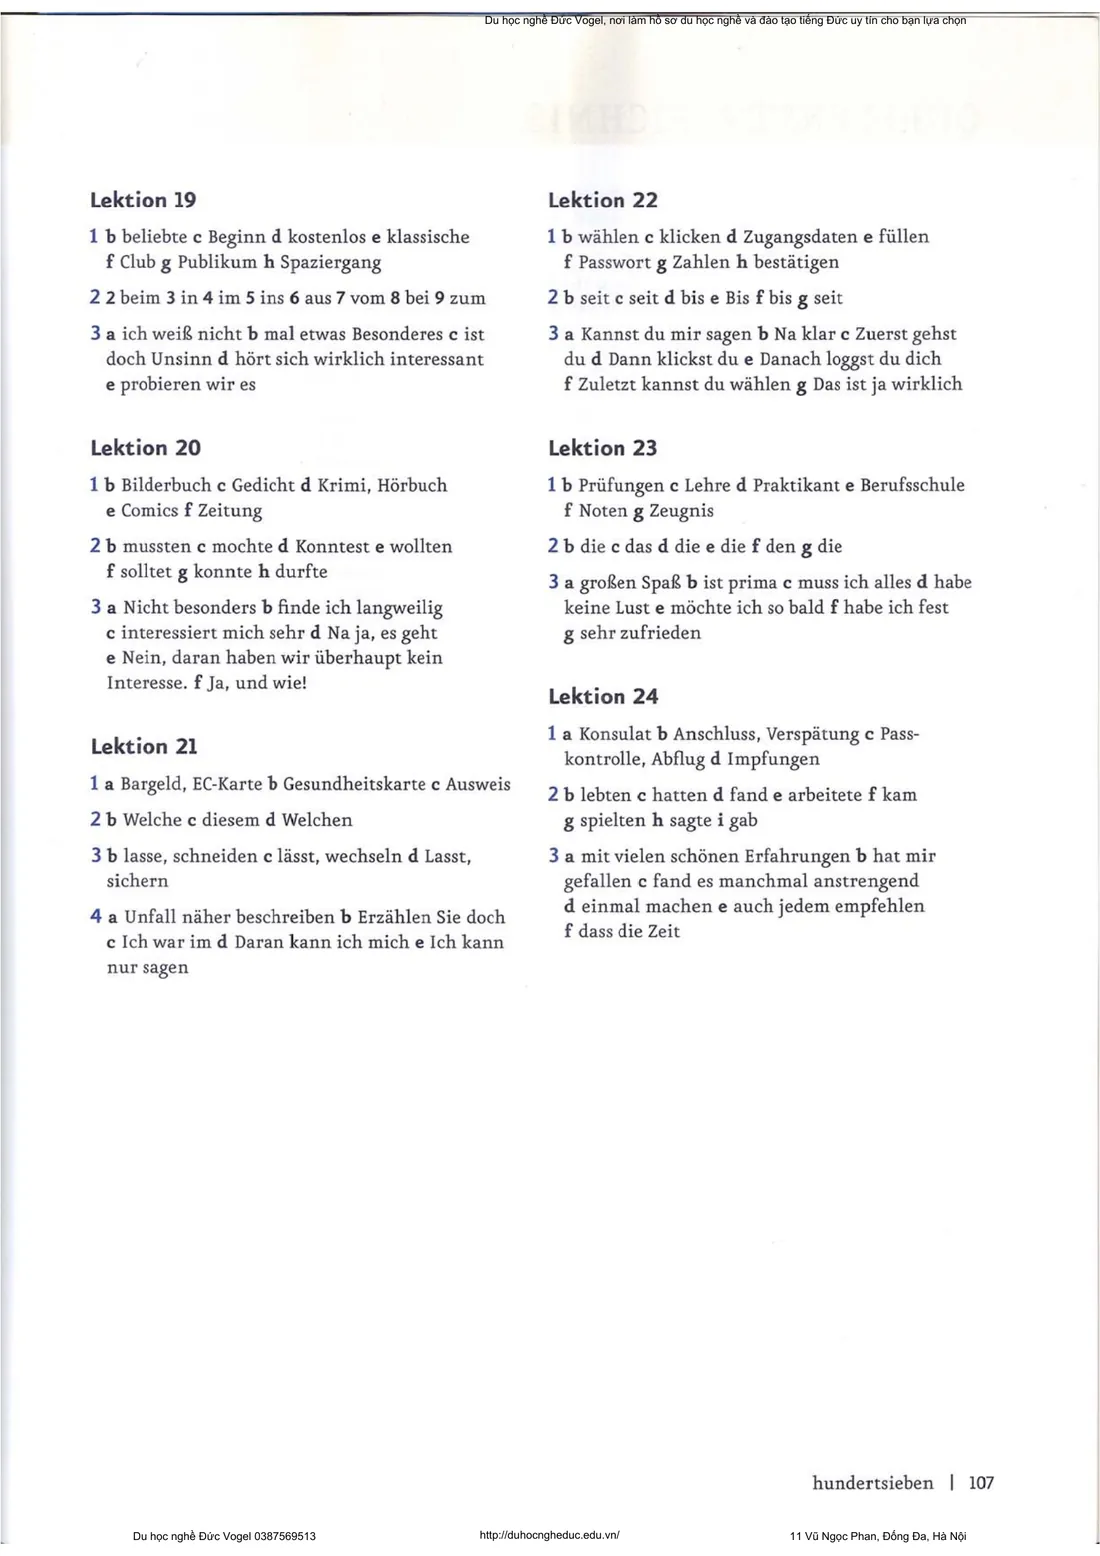 Du học nghề Đức Vogel, nơi làm hồ sơ du học nghề và đào tạo tiếng Đức uy tín cho bạn lựa chọn
Lektion 19
1 b beliebte c Beginn d kostenlos e klassische
f Club g Publikum h Spaziergang
2 2 beim 3 in 4 im 5 ins 6 aus 7 vom 8 bei 9 zum
3 a ich weiß nicht b mal etwas Besonderes c ist
doch Unsinn d hört sich wirklich interessant
e probieren wir es
Lektion 20
1 b Bilderbuch c Gedicht d Krimi, Hörbuch
e Comics f Zeitung
2 b mussten c mochte d Konntest e wollten
f solltet g konnte h durfte
3 a Nicht besonders b finde ich langweilig
c interessiert mich sehr d Na ja, es geht
e Nein, daran haben wir überhaupt kein
Interesse. f Ja, und wie!
Lektion 21
1 a Bargeld, EC-Karte b Gesundheitskarte c Ausweis
2 b Welche c diesem d Welchen
3 b lasse, schneiden c lässt, wechseln d Lasst,
sichern
4 a Unfall näher beschreiben b Erzählen Sie doch
c Ich war im d Daran kann ich mich e Ich kann
nur sagen
Lektion 22
1 b wählen c klicken d Zugangsdaten e füllen
f Passwort g Zahlen h bestätigen
2 b seit c seit d bis e Bis f bis g seit
3 a Kannst du mir sagen b Na klar c Zuerst gehst
du d Dann klickst du e Danach loggst du dich
f Zuletzt kannst du wählen g Das ist ja wirklich
Lektion 23
1 b Prüfungen c Lehre d Praktikant e Berufsschule
f Noten g Zeugnis
2 b die c das d die e die f den g die
3 a großen Spaß b ist prima c muss ich alles d habe
keine Lust e möchte ich so bald f habe ich fest
g sehr zufrieden
Lektion 24
1 a Konsulat b Anschluss, Verspätung c Pass-
kontrolle, Abflug d Impfungen
2 b lebten c hatten d fand e arbeitete f kam
g spielten h sagte i gab
3 a mit vielen schönen Erfahrungen b hat mir
gefallen c fand es manchmal anstrengend
d einmal machen e auch jedem empfehlen
f dass die Zeit
hundertsieben | 107
Du học nghề Đức Vogel 0387569513
http://duhocngheduc.edu.vn/
11 Vũ Ngọc Phan, Đống Đa, Hà Nội